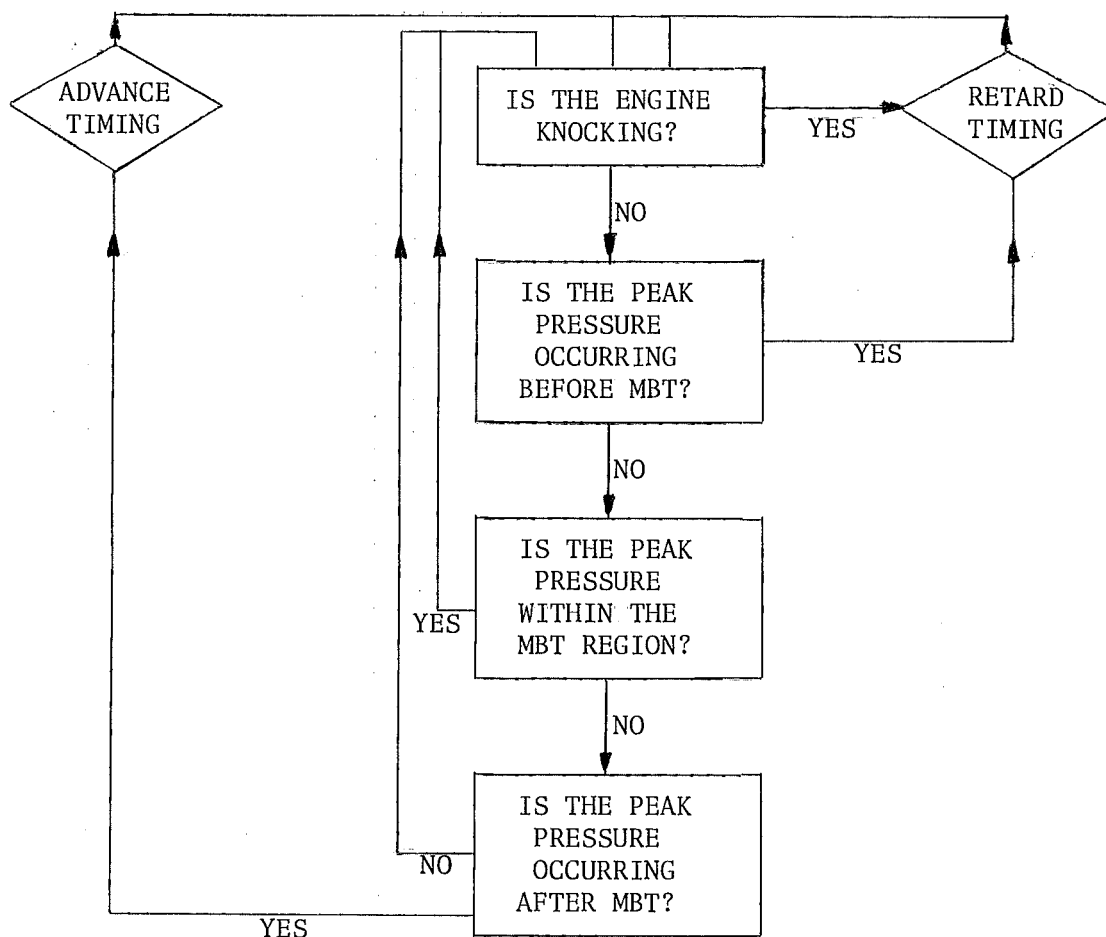 ADVANCE
TIMING
IS THE ENGINE
KNOCKING?
YES
RETARD
TIMING
NO
IS THE PEAK
PRESSURE
OCCURRING
BEFORE MBT?
YES
NO
IS THE PEAK
PRESSURE
WITHIN THE
MBT REGION?
YES
NO
IS THE PEAK
PRESSURE
OCCURRING
AFTER MBT?
NO
YES